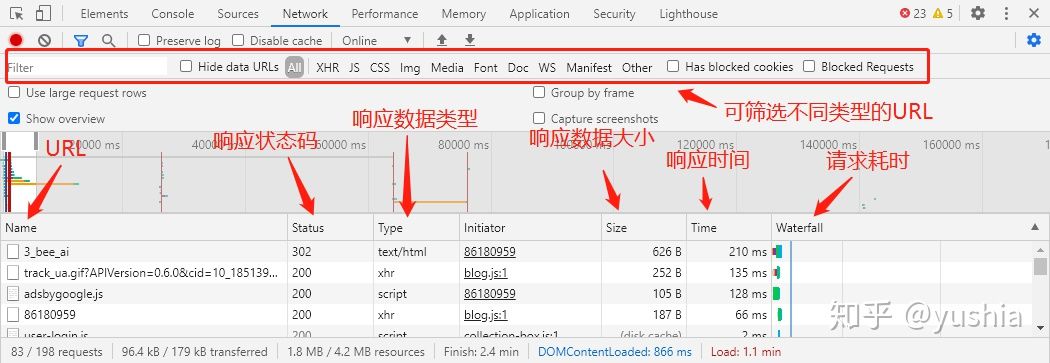 Elements Console Sources Network Performance Memory Application Security Lighthouse 23 5
Preserve log Disable cache Online
Filter Hide data URLs All XHR JS CSS Img Media Font Doc WS Manifest Other Has blocked cookies Blocked Requests
Use large request rows Group by frame
可筛选不同类型的URL
Show overview Capture screenshots
响应数据类型
URL 响应状态码 响应数据大小 响应时间 请求耗时
20000 ms 40000 ms 60000 ms 80000 ms 100000 ms 120000 ms 140000 ms 160000 ms
Name Status Type Initiator Size Time Waterfall
3_bee_ai 302 text/html 86180959 626 B 210 ms
track_ua.gif?APIVersion=0.6.0&cid=10_185139... 200 xhr blog.js:1 252 B 135 ms
adsbygoogle.js 200 script 86180959 105 B 128 ms
86180959 200 xhr blog.js:1 187 B 66 ms
user-login.js 200 script collection-box.js:1 (disk cache) 2 ms
知乎 @yushia
83 / 198 requests 96.4 kB / 179 kB transferred 1.8 MB / 4.2 MB resources Finish: 2.4 min DOMContentLoaded: 866 ms Load: 1.1 min